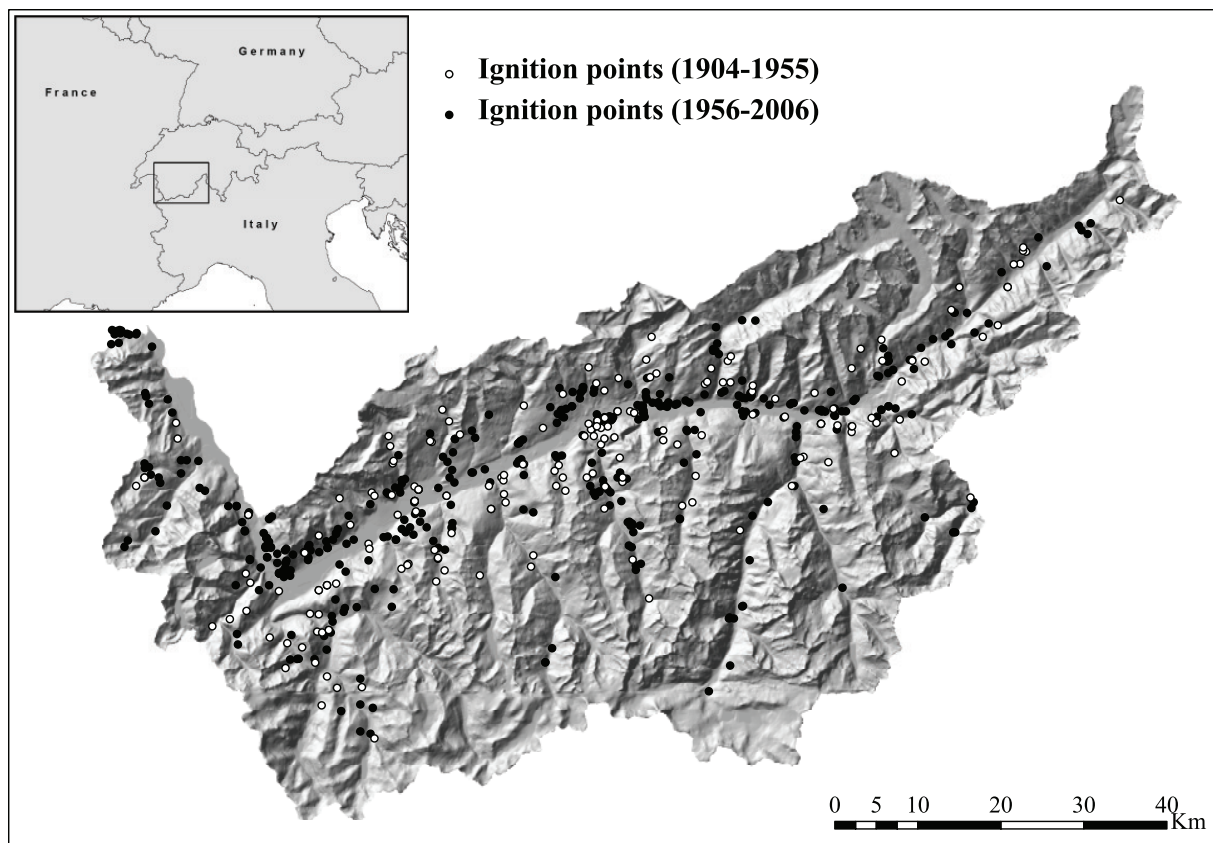 Germany
France
Italy
Ignition points (1904-1955)
Ignition points (1956-2006)
0 5 10 20 30 40
Km